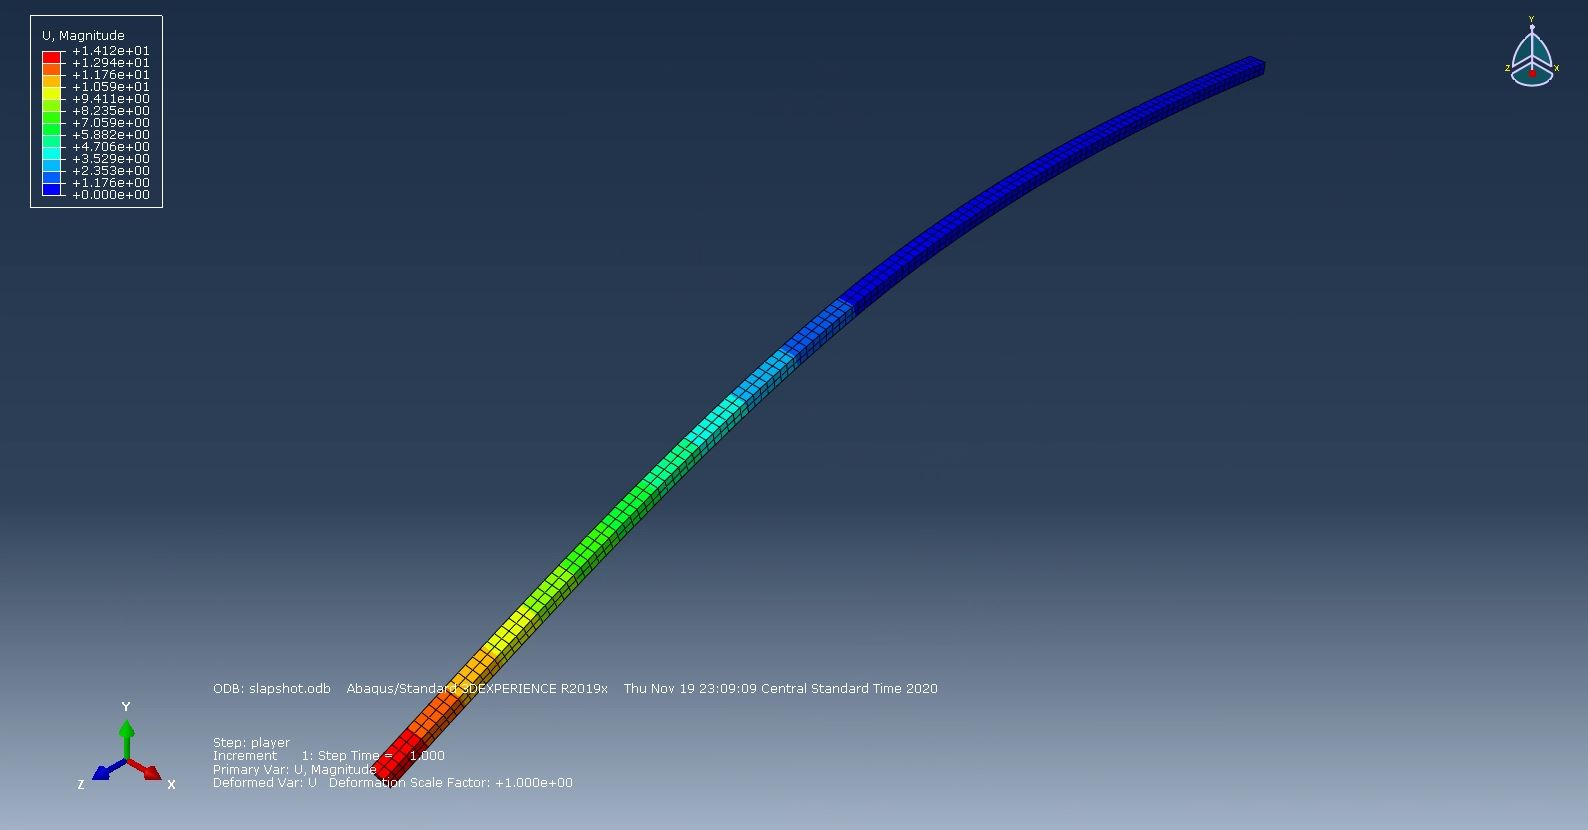 U, Magnitude
+1.412e+01
+1.294e+01
+1.176e+01
+1.059e+01
+9.411e+00
+8.235e+00
+7.059e+00
+5.882e+00
+4.706e+00
+3.529e+00
+2.353e+00
+1.176e+00
+0.000e+00
Y
Z X
ODB: slapshot.odb Abaqus/Standard 3DEXPERIENCE R2019x Thu Nov 19 23:09:09 Central Standard Time 2020
Y
Z X
Step: player
Increment 1: Step Time = 1.000
Primary Var: U, Magnitude
Deformed Var: U Deformation Scale Factor: +1.000e+00